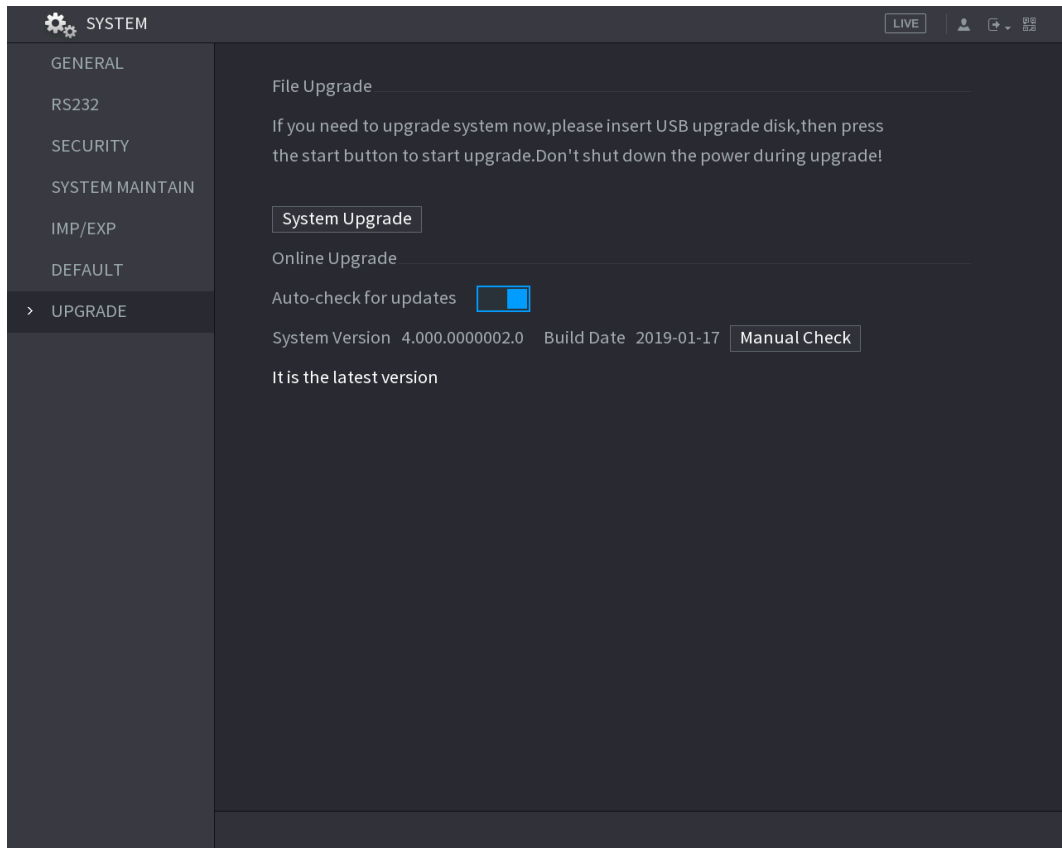 SYSTEM
LIVE
GENERAL
RS232
SECURITY
SYSTEM MAINTAIN
IMP/EXP
DEFAULT
UPGRADE
File Upgrade
If you need to upgrade system now,please insert USB upgrade disk,then press
the start button to start upgrade.Don't shut down the power during upgrade!
System Upgrade
Online Upgrade
Auto-check for updates
System Version 4.000.0000002.0 Build Date 2019-01-17 Manual Check
It is the latest version